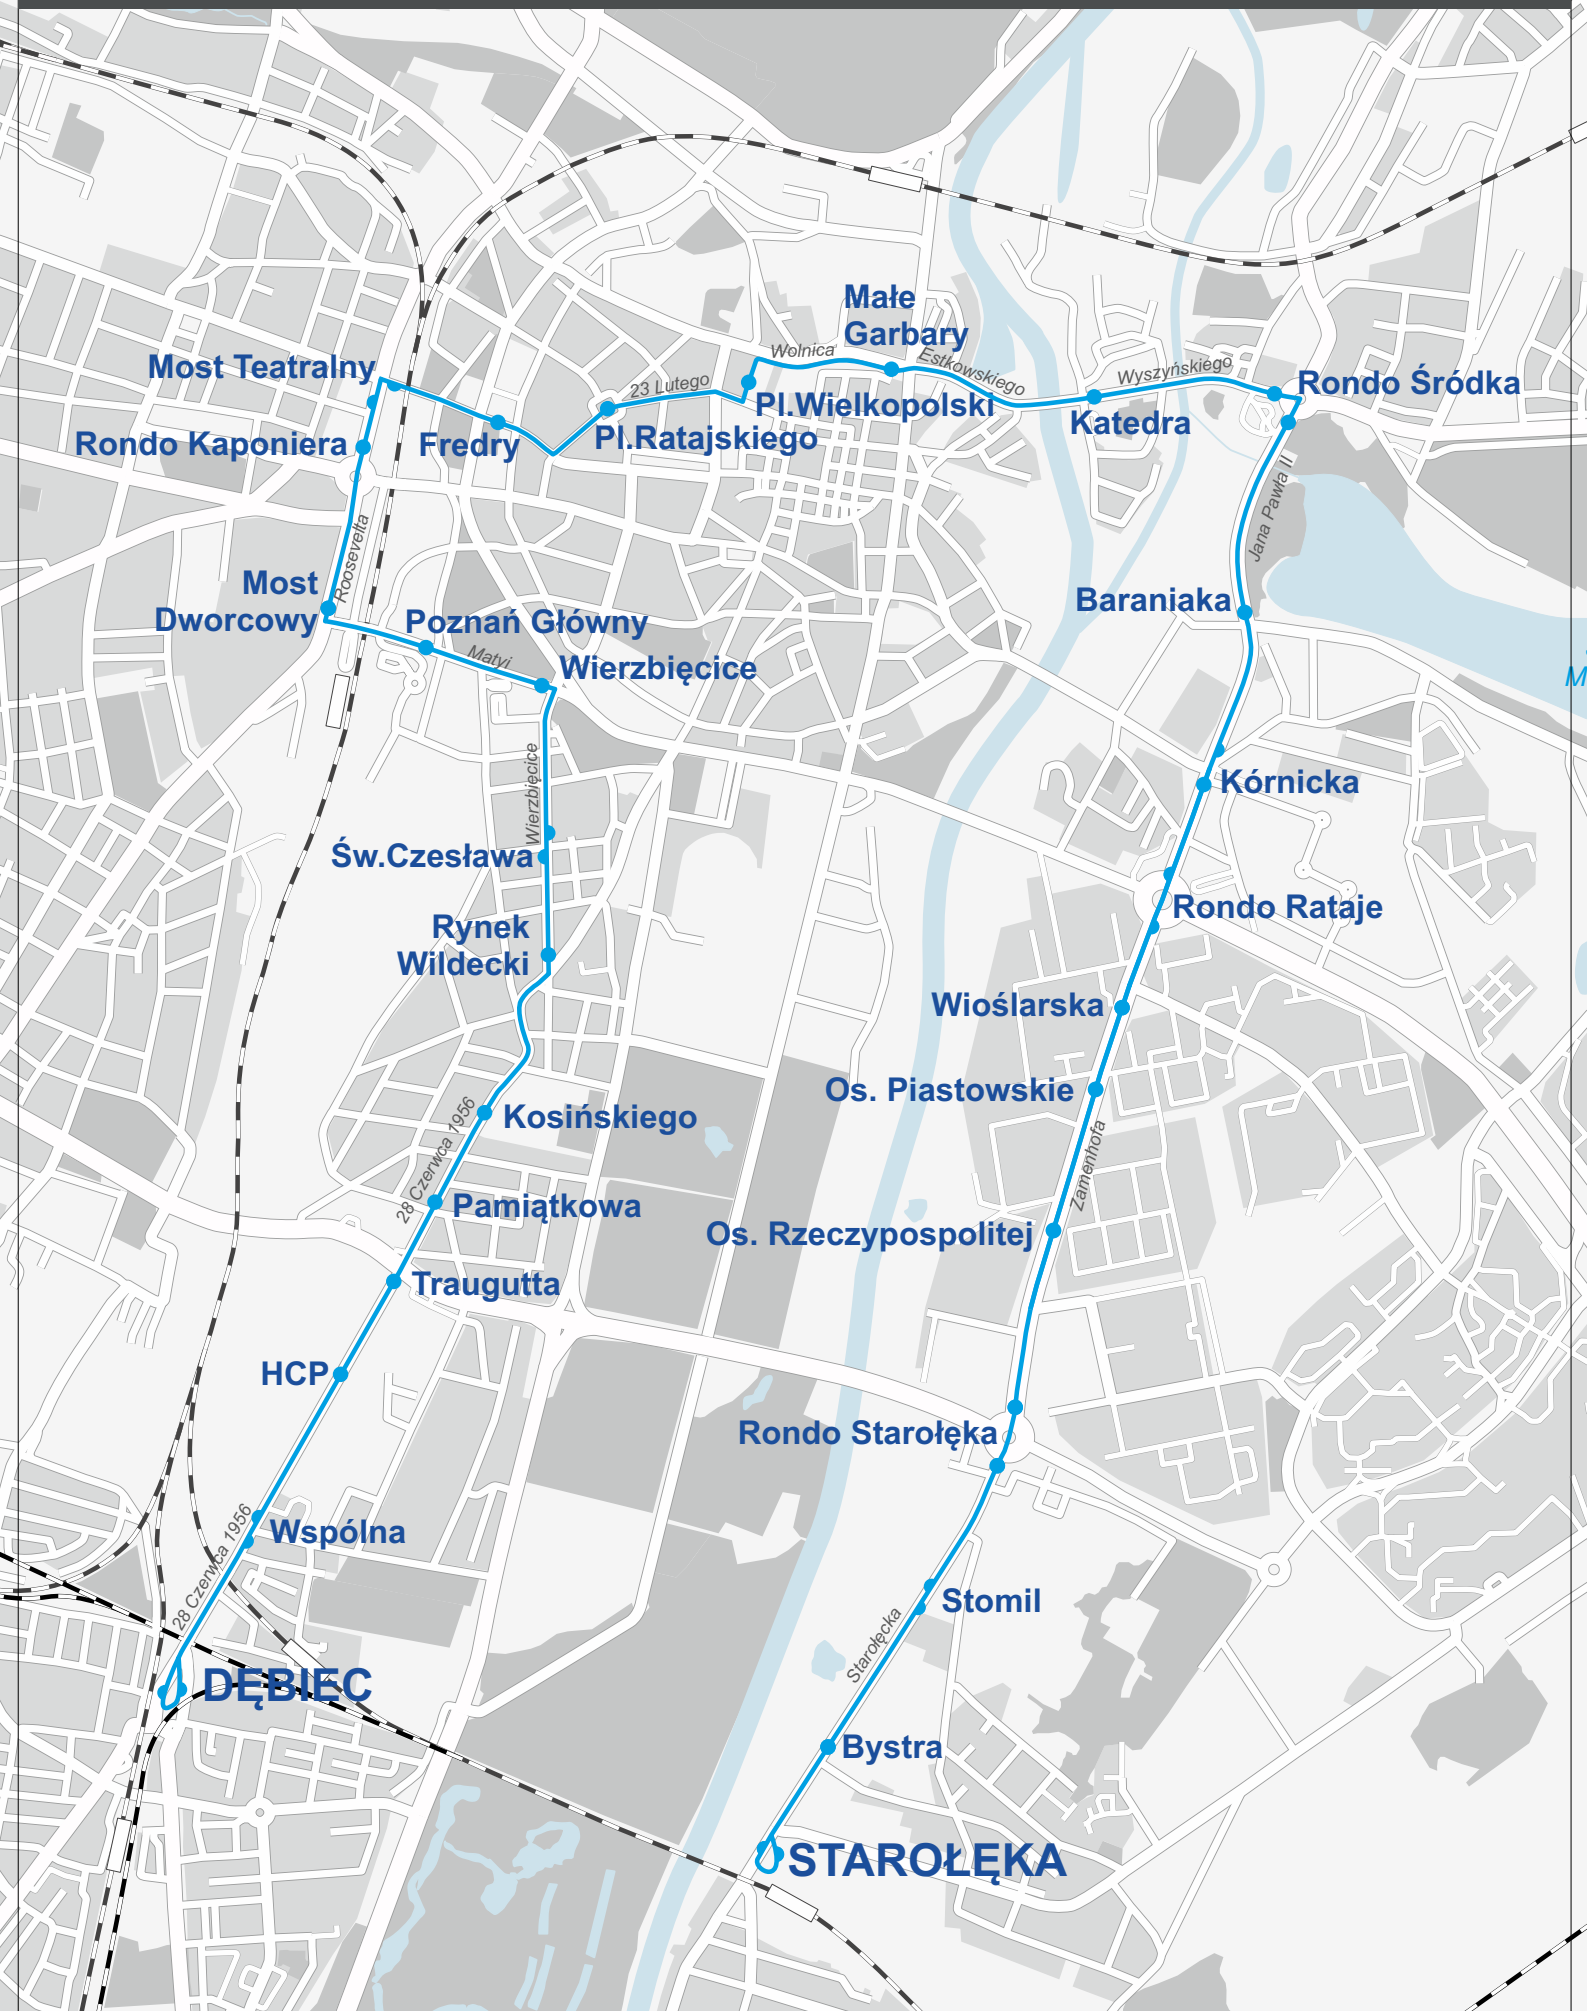 Małe
Garbary
Wolnica
Estkowskiego
Wyszyńskiego
Most Teatralny
23 Lutego
Rondo Śródka
Pl.Wielkopolski
Katedra
Rondo Kaponiera
Fredry
Pl.Ratajskiego
Jana Pawła II
Roosevelta
Most
Dworcowy
Baraniaka
Poznań Główny
Matyi
Wierzbięcice
M
Wierzbięcice
Kórnicka
Św.Czesława
Rondo Rataje
Rynek
Wildecki
Wioślarska
Os. Piastowskie
Kosińskiego
28 Czerwca 1956
Zamenhofa
Pamiątkowa
Os. Rzeczypospolitej
Traugutta
HCP
Rondo Starołęka
Wspólna
28 Czerwca 1956
Stomil
Starołęcka
DĘBIEC
Bystra
STAROŁĘKA